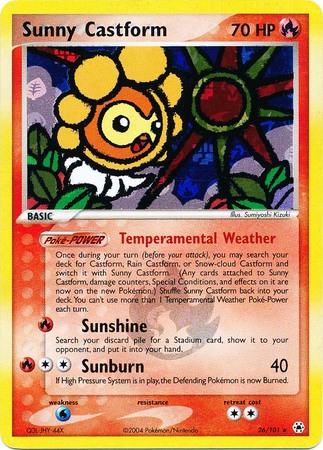 Sunny Castform 70 HP
BASIC
Illus. Sumiyoshi Kizuki
Poké-POWER Temperamental Weather
Once during your turn (before your attack), you may search your
deck for Castform, Rain Castform, or Snow-cloud Castform and
switch it with Sunny Castform. (Any cards attached to Sunny
Castform, damage counters, Special Conditions, and effects on it are
now on the new Pokémon.) Shuffle Sunny Castform back into your
deck. You can't use more than 1 Temperamental Weather Poké-Power
each turn.
Sunshine
Search your discard pile for a Stadium card, show it to your
opponent, and put it into your hand.
Sunburn 40
If High Pressure System is in play, the Defending Pokémon is now Burned.
weakness resistance retreat cost
Q3L-JHY-44X ©2004 Pokémon/Nintendo 26/101